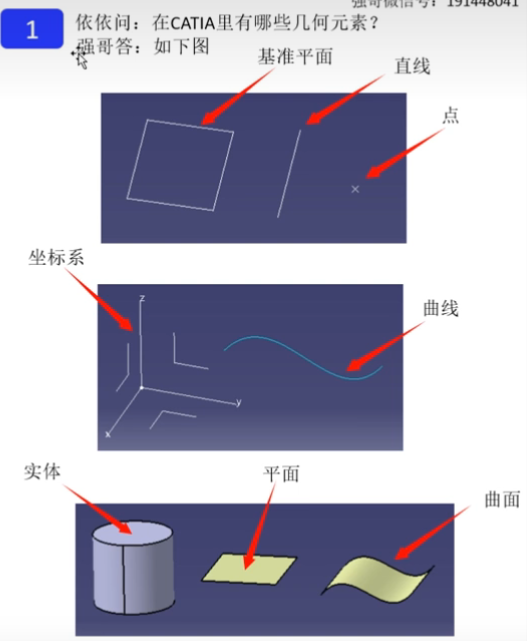 强哥微信号：191448041
1
依依问：在CATIA里有哪些几何元素？
强哥答：如下图
基准平面
直线
点
坐标系
曲线
z
y
x
实体
平面
曲面